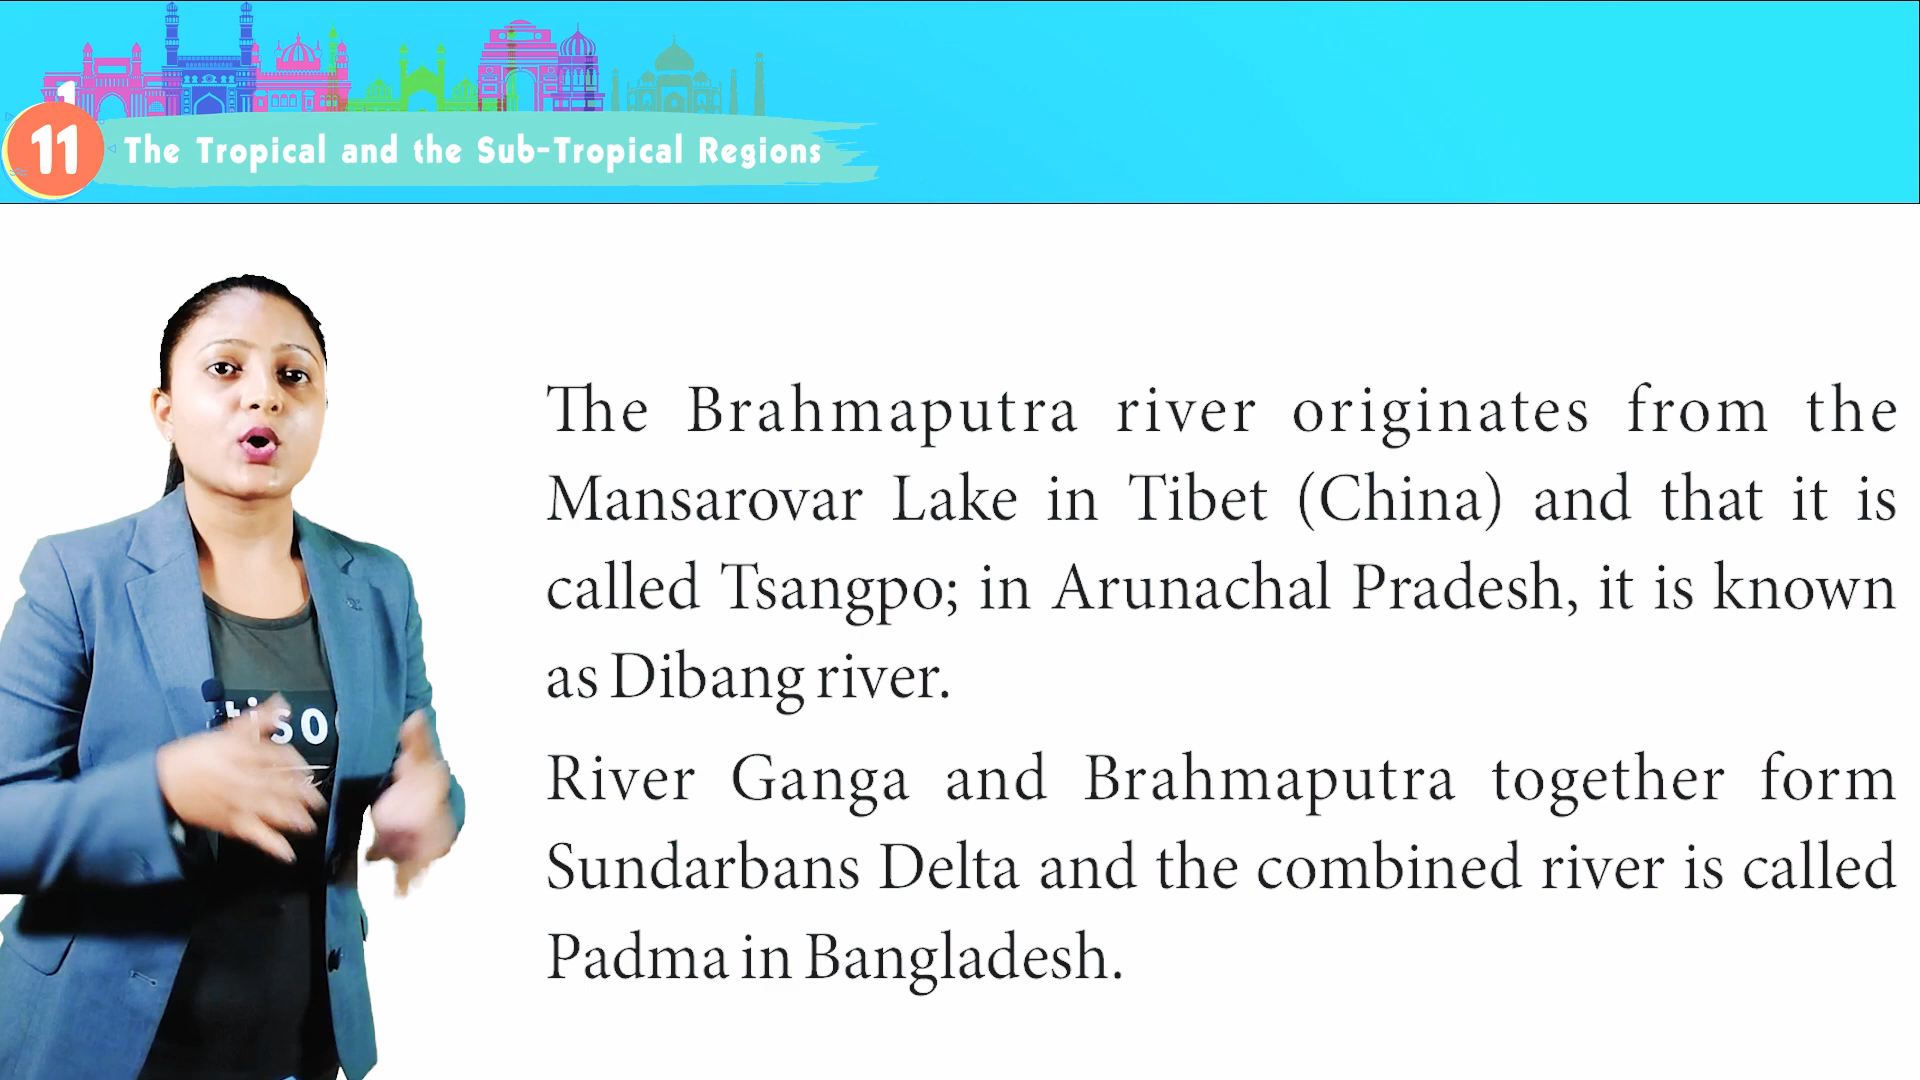 11 The Tropical and the Sub-Tropical Regions
The Brahmaputra river originates from the
Mansarovar Lake in Tibet (China) and that it is
called Tsangpo; in Arunachal Pradesh, it is known
as Dibang river.
River Ganga and Brahmaputra together form
Sundarbans Delta and the combined river is called
Padma in Bangladesh.